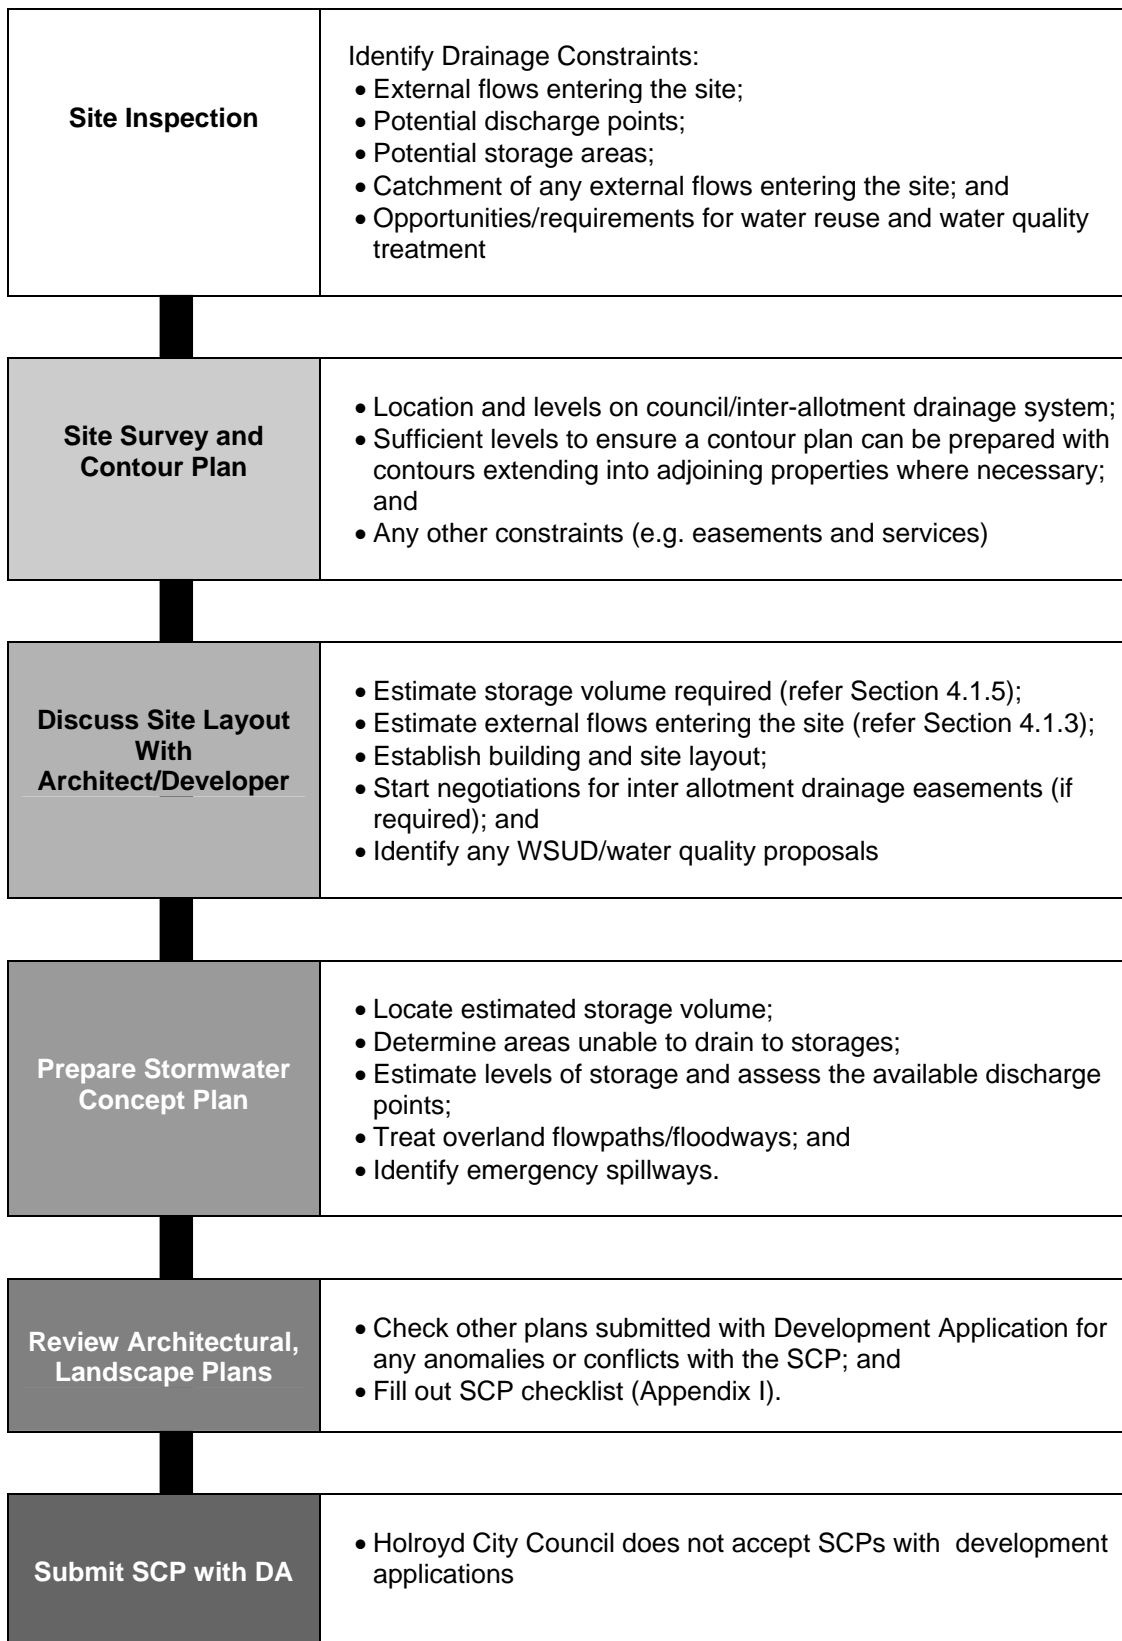 Site Inspection
Identify Drainage Constraints:
• External flows entering the site;
• Potential discharge points;
• Potential storage areas;
• Catchment of any external flows entering the site; and
• Opportunities/requirements for water reuse and water quality
treatment
Site Survey and
Contour Plan
• Location and levels on council/inter-allotment drainage system;
• Sufficient levels to ensure a contour plan can be prepared with
contours extending into adjoining properties where necessary;
and
• Any other constraints (e.g. easements and services)
Discuss Site Layout
With
Architect/Developer
• Estimate storage volume required (refer Section 4.1.5);
• Estimate external flows entering the site (refer Section 4.1.3);
• Establish building and site layout;
• Start negotiations for inter allotment drainage easements (if
required); and
• Identify any WSUD/water quality proposals
Prepare Stormwater
Concept Plan
• Locate estimated storage volume;
• Determine areas unable to drain to storages;
• Estimate levels of storage and assess the available discharge
points;
• Treat overland flowpaths/floodways; and
• Identify emergency spillways.
Review Architectural,
Landscape Plans
• Check other plans submitted with Development Application for
any anomalies or conflicts with the SCP; and
• Fill out SCP checklist (Appendix I).
Submit SCP with DA
• Holroyd City Council does not accept SCPs with development
applications